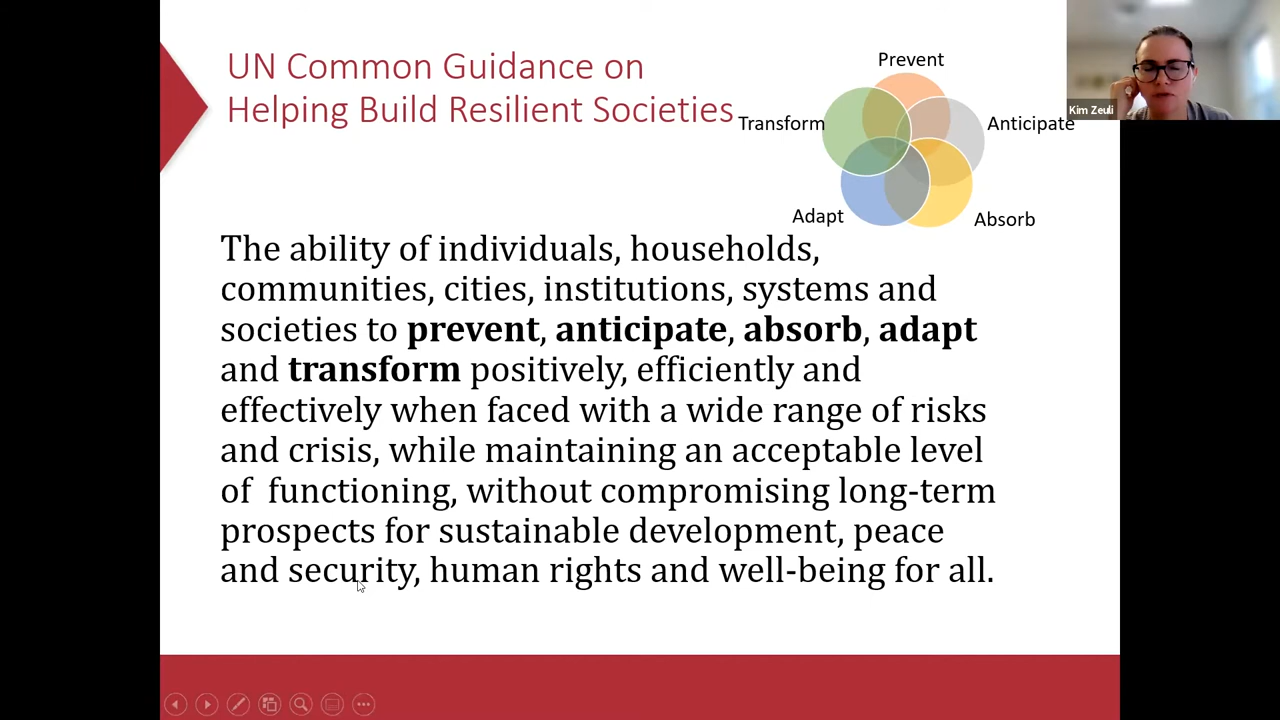 UN Common Guidance on
Helping Build Resilient Societies
Prevent
Transform
Anticipate
Adapt
Absorb
Kim Zeuli
The ability of individuals, households,
communities, cities, institutions, systems and
societies to prevent, anticipate, absorb, adapt
and transform positively, efficiently and
effectively when faced with a wide range of risks
and crisis, while maintaining an acceptable level
of  functioning, without compromising long-term
prospects for sustainable development, peace
and security, human rights and well-being for all.